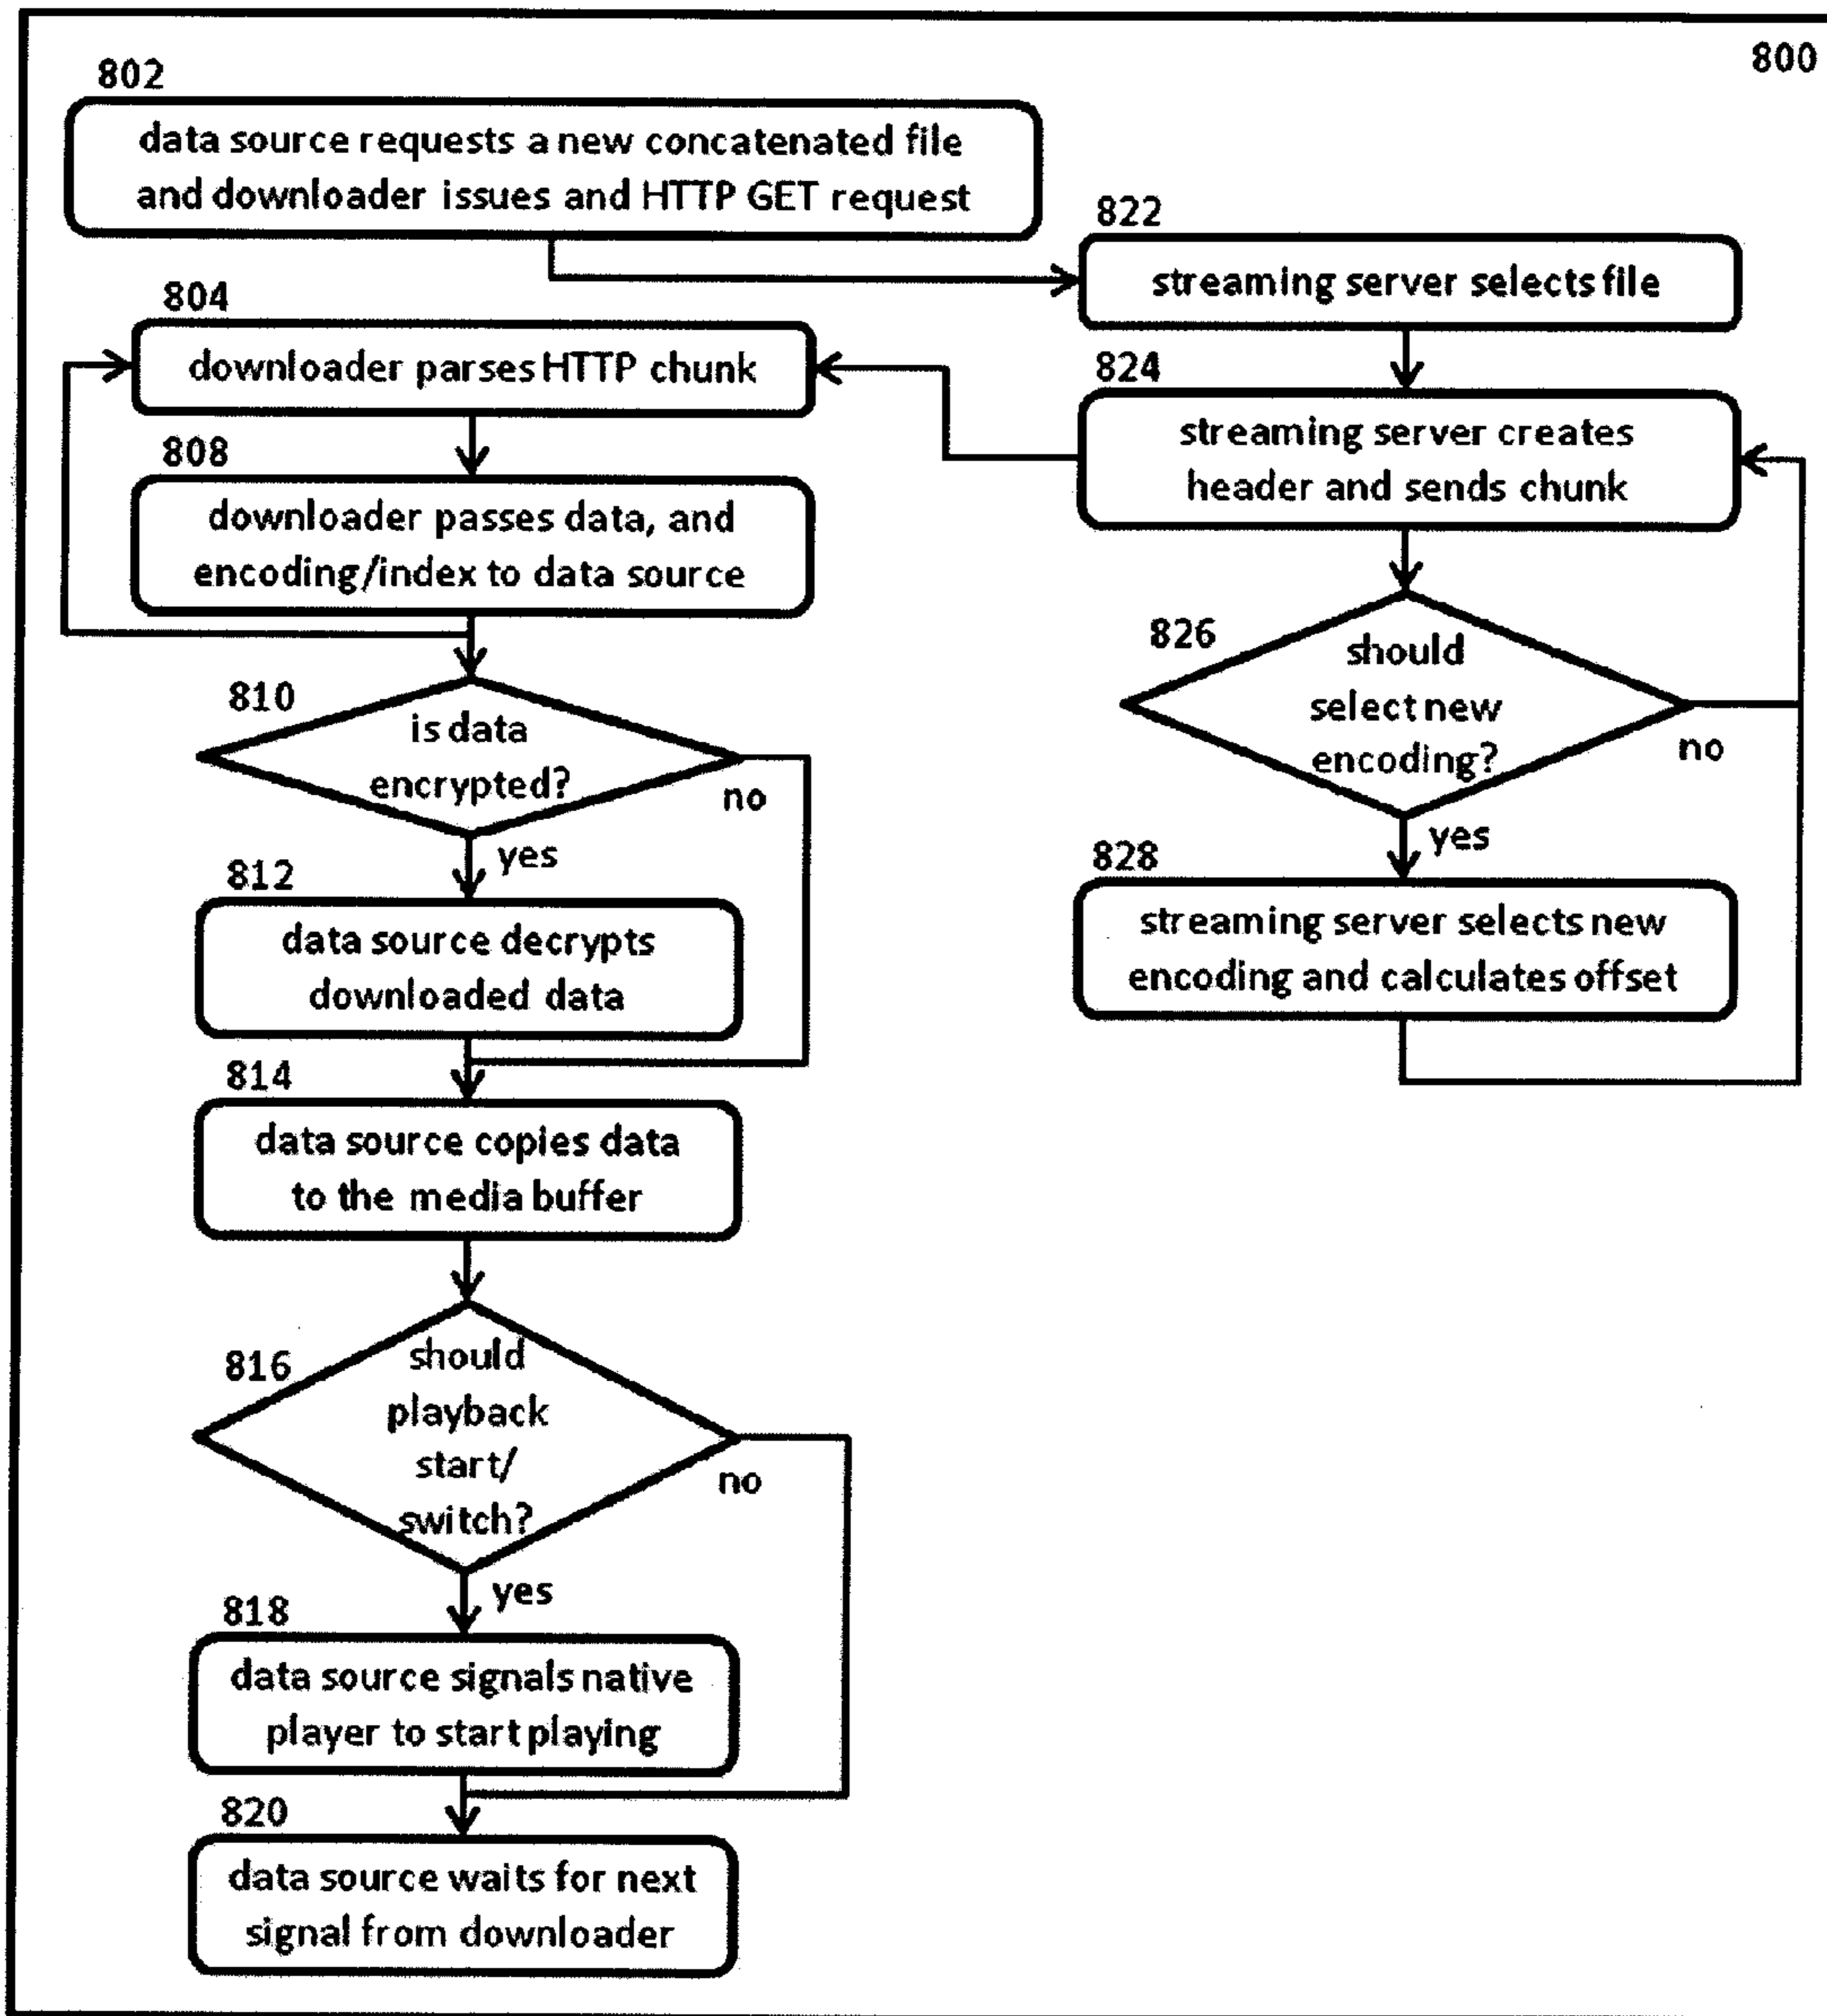 800
802
data source requests a new concatenated file
and downloader issues and HTTP GET request
822
streaming server selects file
804
downloader parses HTTP chunk
824
streaming server creates
header and sends chunk
808
downloader passes data, and
encoding/index to data source
826
should
select new
encoding?
no
yes
810
is data
encrypted?
no
yes
828
streaming server selects new
encoding and calculates offset
812
data source decrypts
downloaded data
814
data source copies data
to the media buffer
816
should
playback
start/
switch?
no
yes
818
data source signals native
player to start playing
820
data source waits for next
signal from downloader